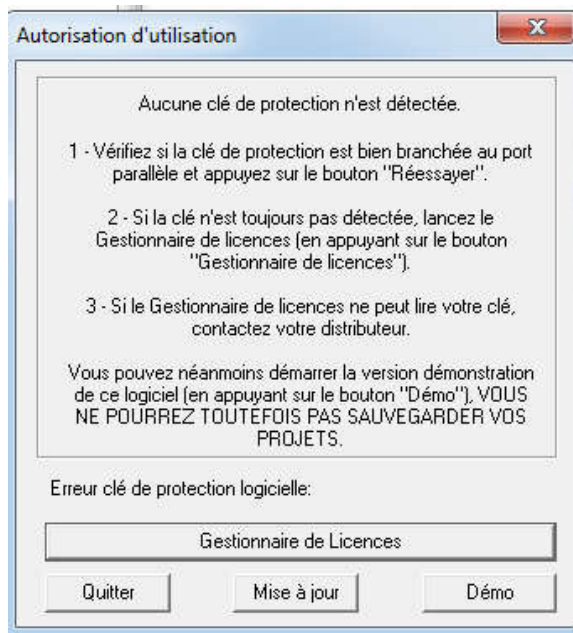 Autorisation d'utilisation
Aucune clé de protection n'est détectée.
1 - Vérifiez si la clé de protection est bien branchée au port
parallèle et appuyez sur le bouton "Réessayer".
2 - Si la clé n'est toujours pas détectée, lancez le
Gestionnaire de licences (en appuyant sur le bouton
"Gestionnaire de licences").
3 - Si le Gestionnaire de licences ne peut lire votre clé,
contactez votre distributeur.
Vous pouvez néanmoins démarrer la version démonstration
de ce logiciel (en appuyant sur le bouton "Démo"), VOUS
NE POURREZ TOUTEFOIS PAS SAUVEGARDER VOS
PROJETS.
Erreur clé de protection logicielle:
Gestionnaire de Licences
Quitter Mise à jour Démo